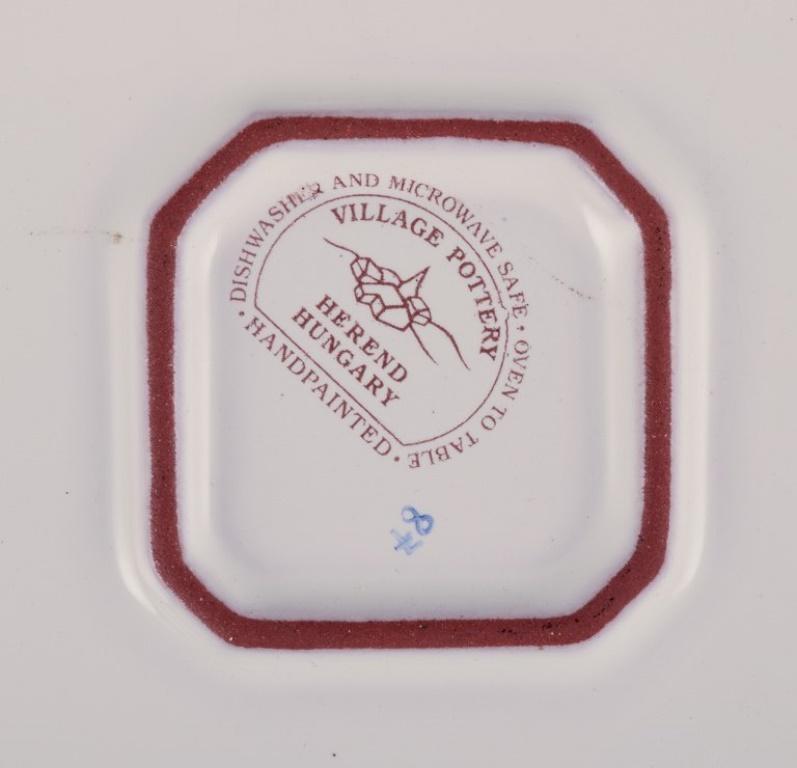 DISHWASHER AND MICROWAVE SAFE • OVEN TO TABLE •
VILLAGE POTTERY
HEREND
HUNGARY
HANDPAINTED •